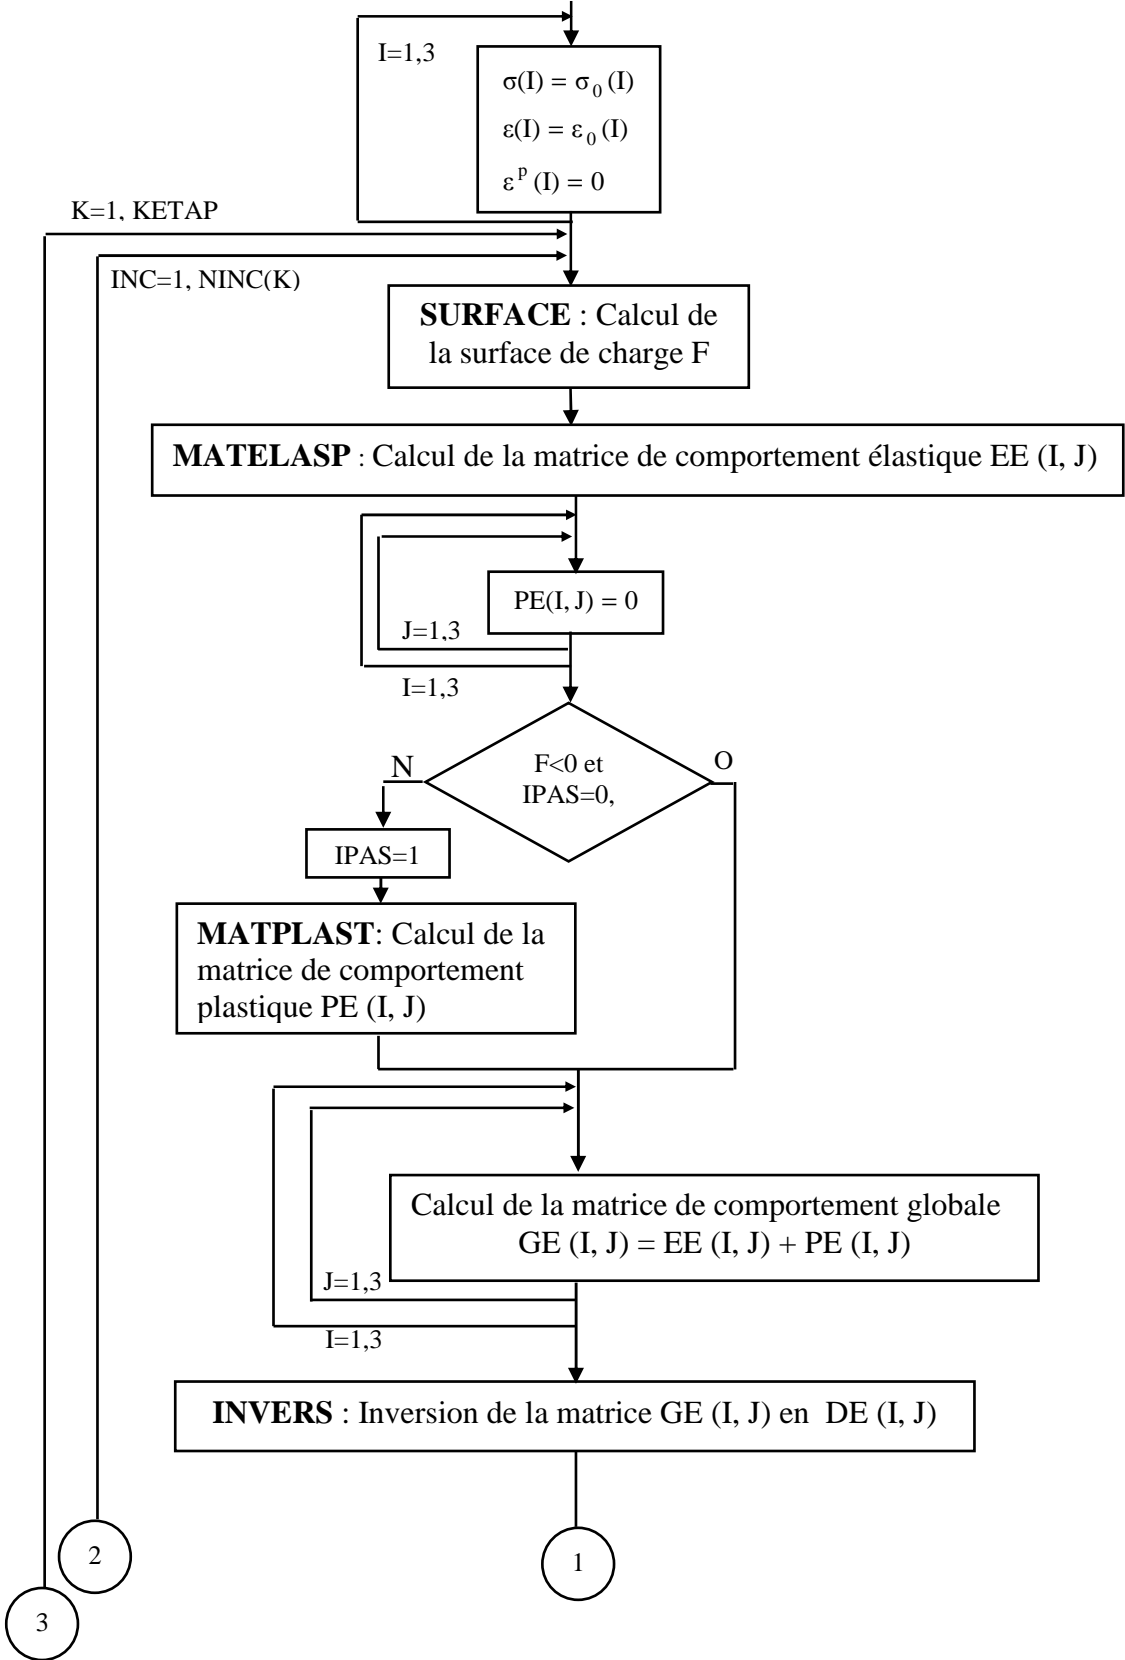 I=1,3
σ(I) = σ₀ (I)
ε(I) = ε₀ (I)
εᵖ (I) = 0
K=1, KETAP
INC=1, NINC(K)
SURFACE : Calcul de
la surface de charge F
MATELASP : Calcul de la matrice de comportement élastique EE (I, J)
PE(I, J) = 0
J=1,3
I=1,3
N
F<0 et
IPAS=0,
O
IPAS=1
MATPLAST: Calcul de la
matrice de comportement
plastique PE (I, J)
Calcul de la matrice de comportement globale
GE (I, J) = EE (I, J) + PE (I, J)
J=1,3
I=1,3
INVERS : Inversion de la matrice GE (I, J) en DE (I, J)
2
1
3